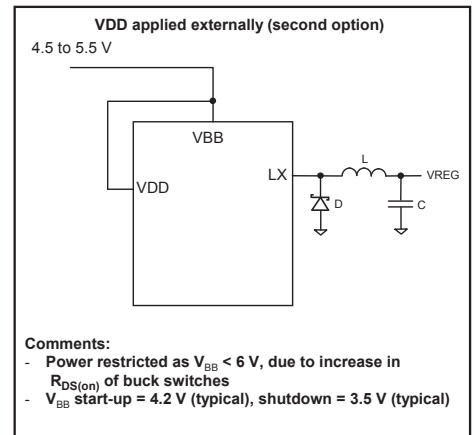 VDD applied externally (second option)
4.5 to 5.5 V
VBB
VDD
LX
L
VREG
D
C
Comments:
- Power restricted as VBB < 6 V, due to increase in
RDS(on) of buck switches
- VBB start-up = 4.2 V (typical), shutdown = 3.5 V (typical)